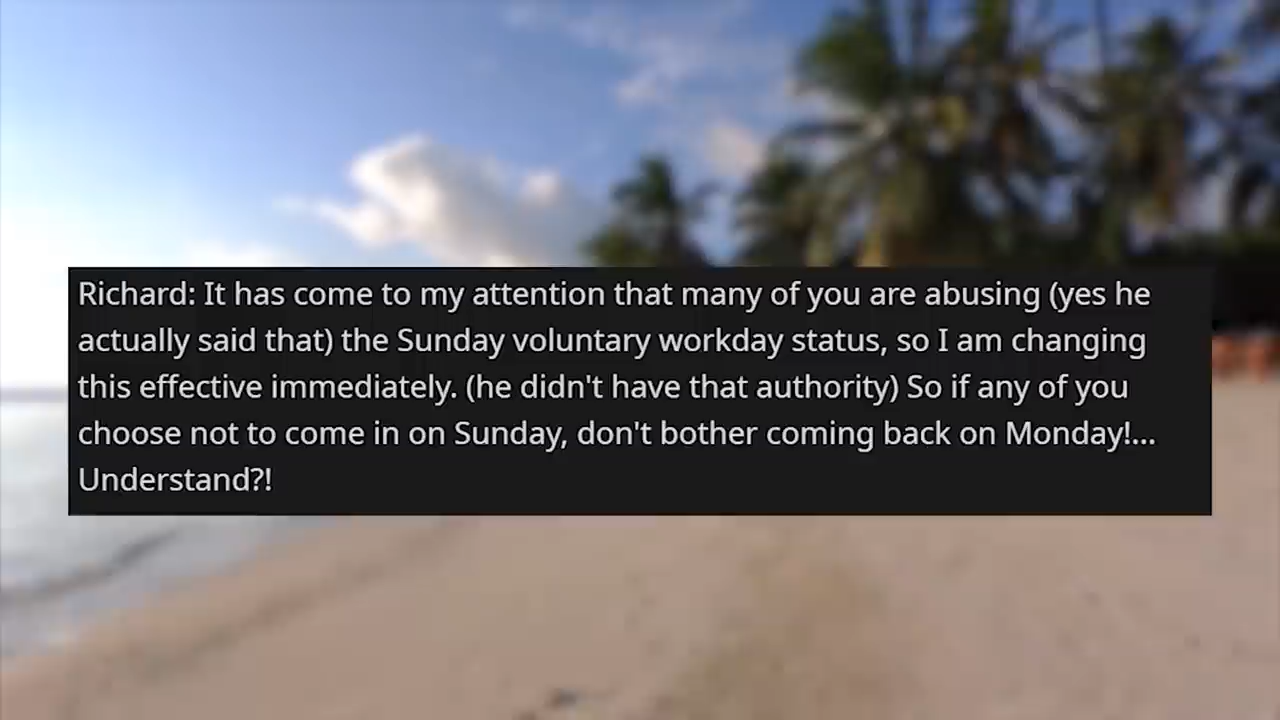 Richard: It has come to my attention that many of you are abusing (yes he
actually said that) the Sunday voluntary workday status, so I am changing
this effective immediately. (he didn't have that authority) So if any of you
choose not to come in on Sunday, don't bother coming back on Monday!...
Understand?!